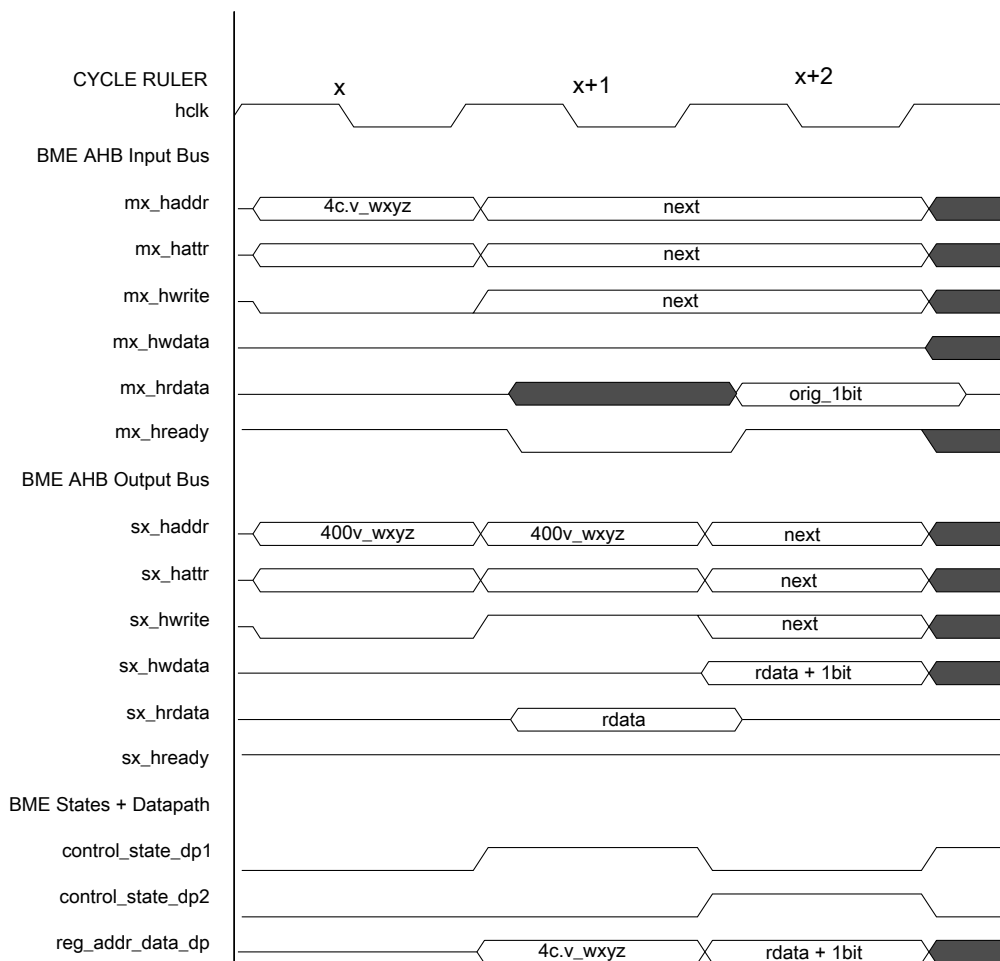 CYCLE RULER x x+1 x+2
hclk
BME AHB Input Bus
mx_haddr 4c.v_wxyz next
mx_hattr next
mx_hwrite next
mx_hwdata
mx_hrdata orig_1bit
mx_hready
BME AHB Output Bus
sx_haddr 400v_wxyz 400v_wxyz next
sx_hattr next
sx_hwrite next
sx_hwdata rdata + 1bit
sx_hrdata rdata
sx_hready
BME States + Datapath
control_state_dp1
control_state_dp2
reg_addr_data_dp 4c.v_wxyz rdata + 1bit